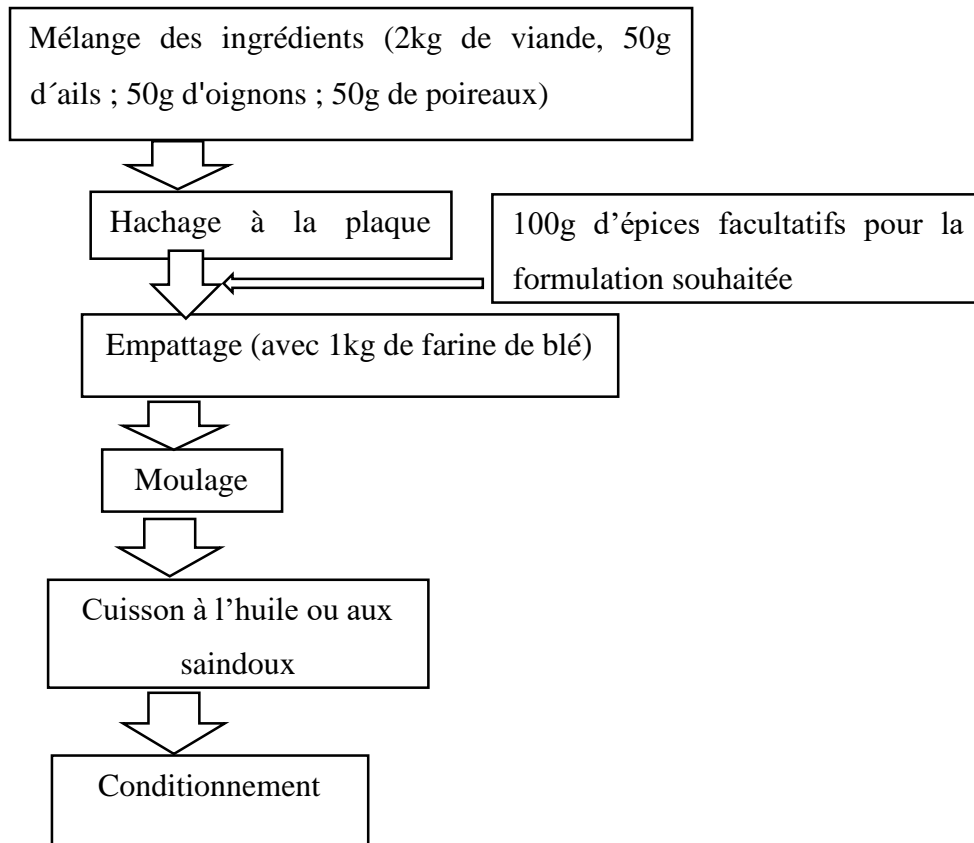 Mélange des ingrédients (2kg de viande, 50g
d´ails ; 50g d'oignons ; 50g de poireaux)
Hachage à la plaque
100g d’épices facultatifs pour la
formulation souhaitée
Empattage (avec 1kg de farine de blé)
Moulage
Cuisson à l’huile ou aux
saindoux
Conditionnement